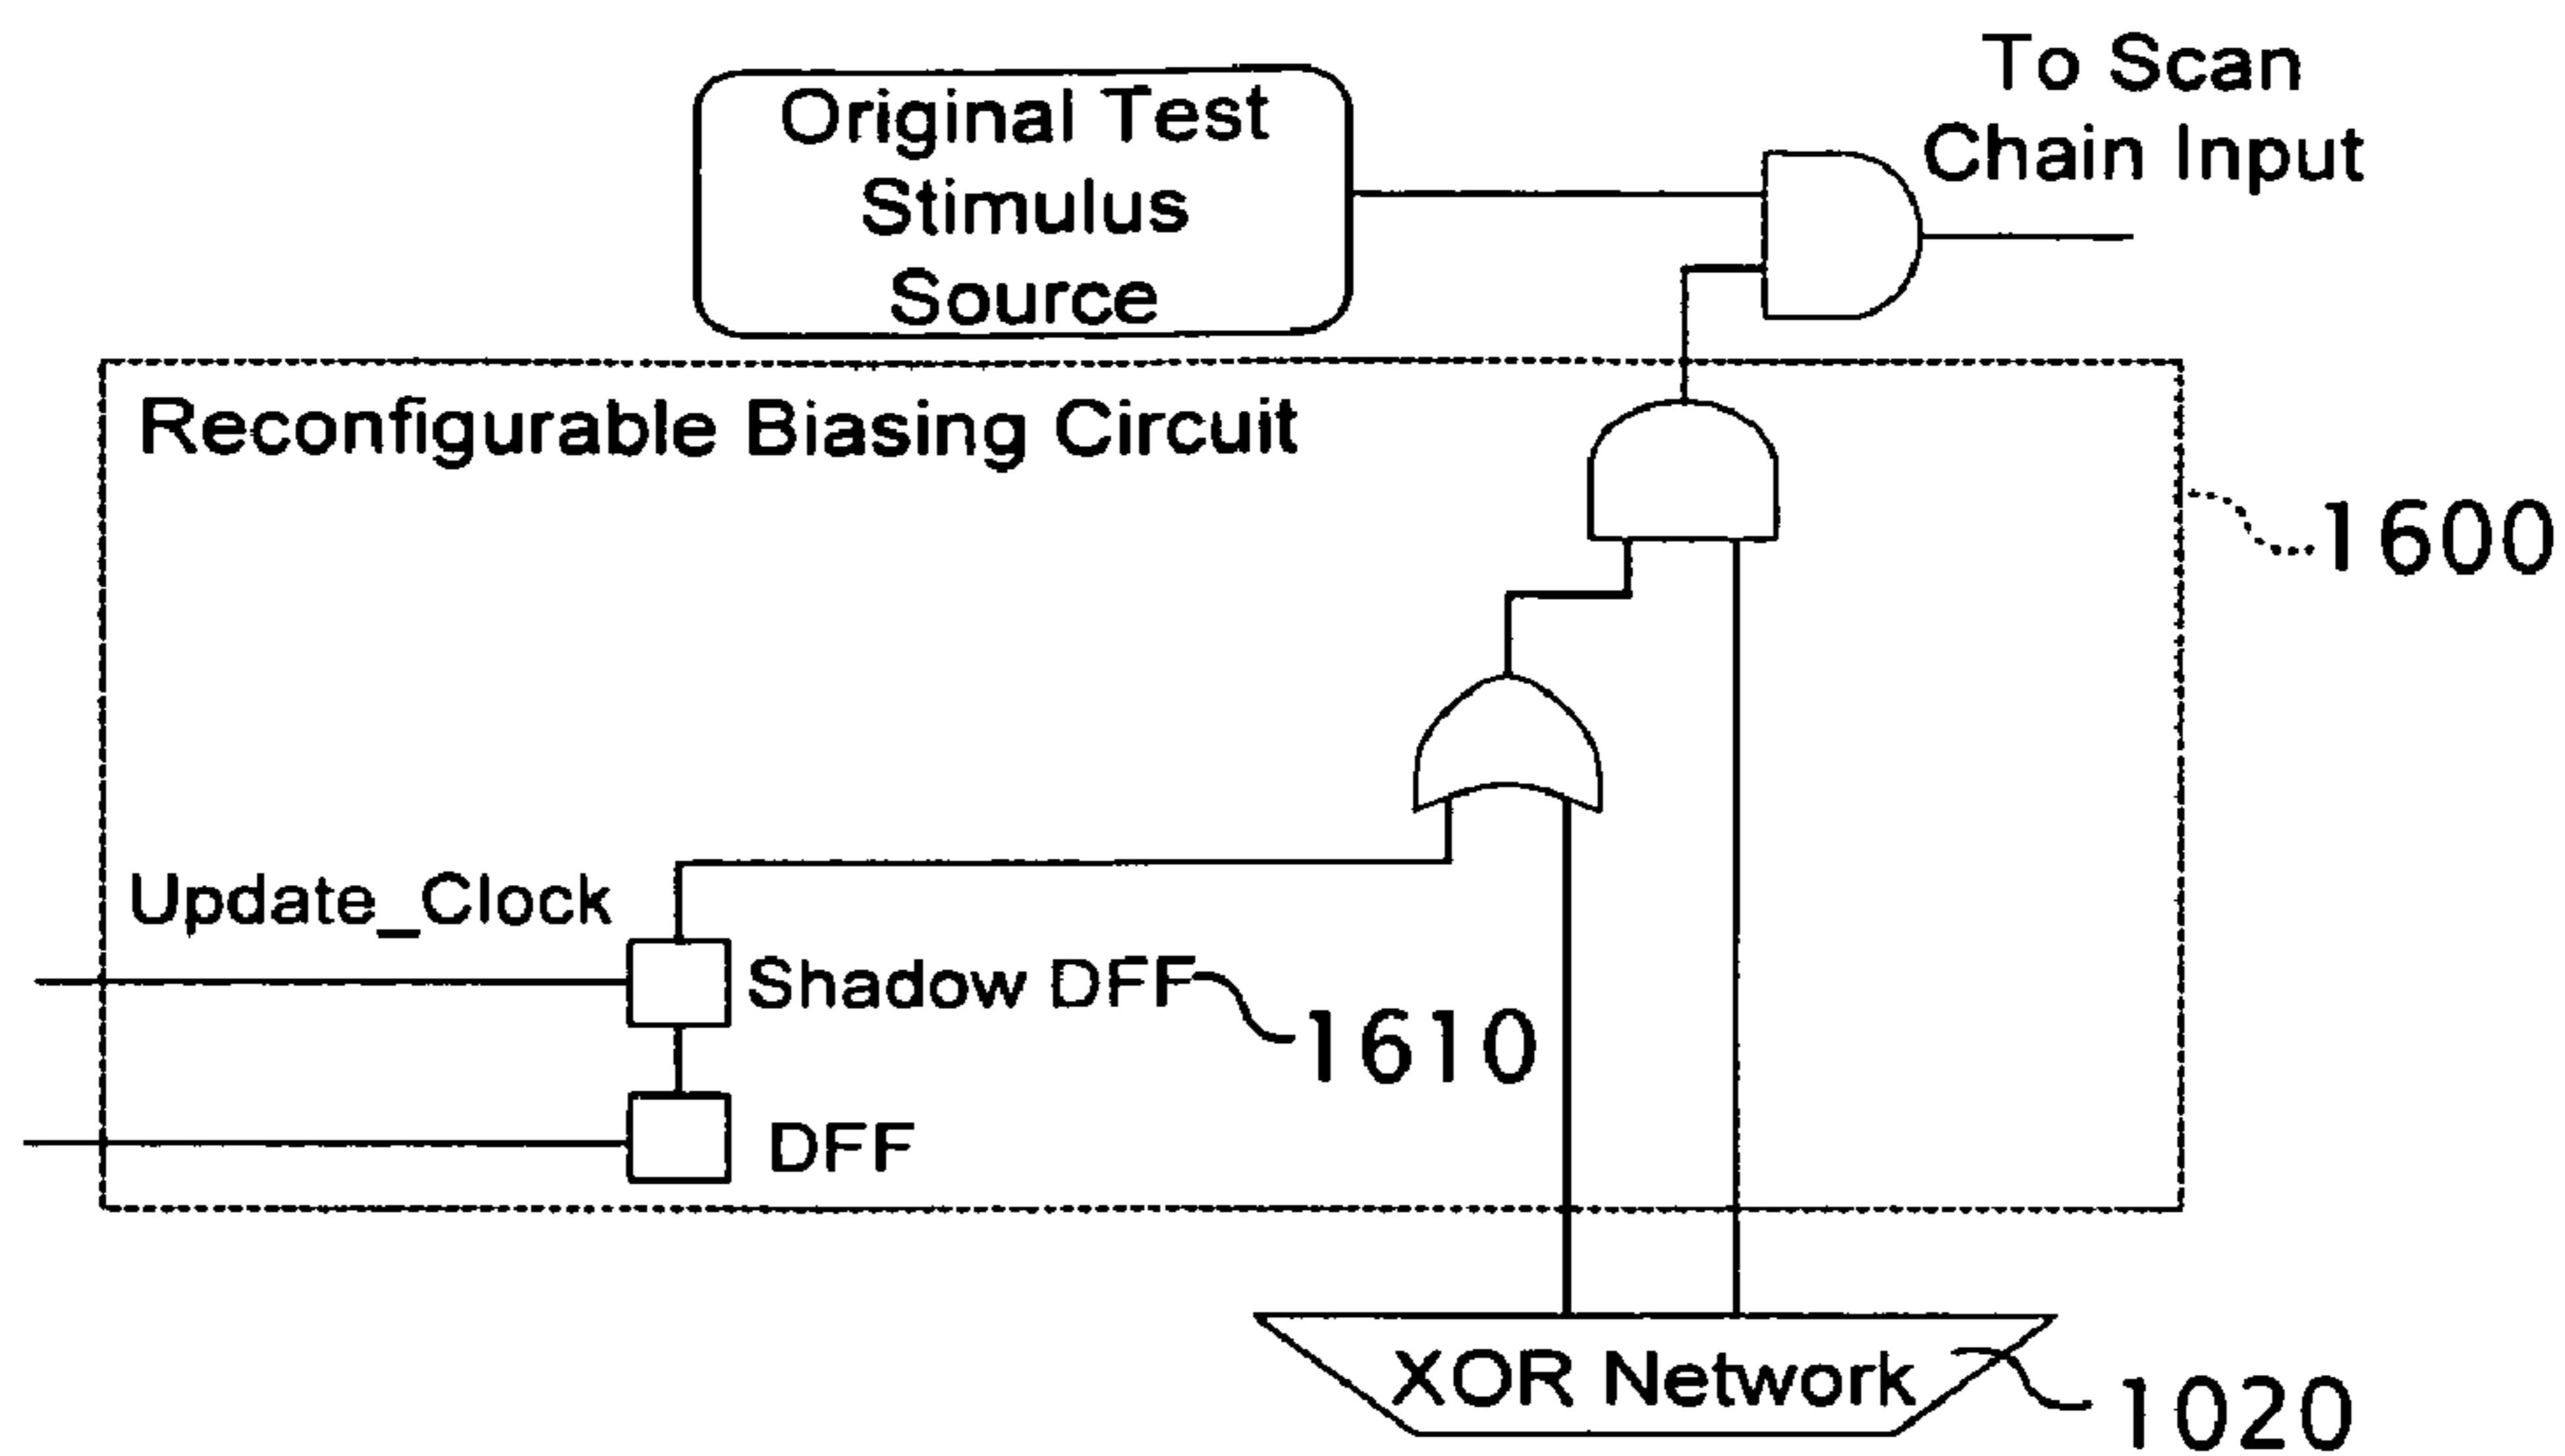 Original Test
Stimulus
Source
To Scan
Chain Input
Reconfigurable Biasing Circuit
1600
Update_Clock
Shadow DFF
1610
DFF
XOR Network
1020